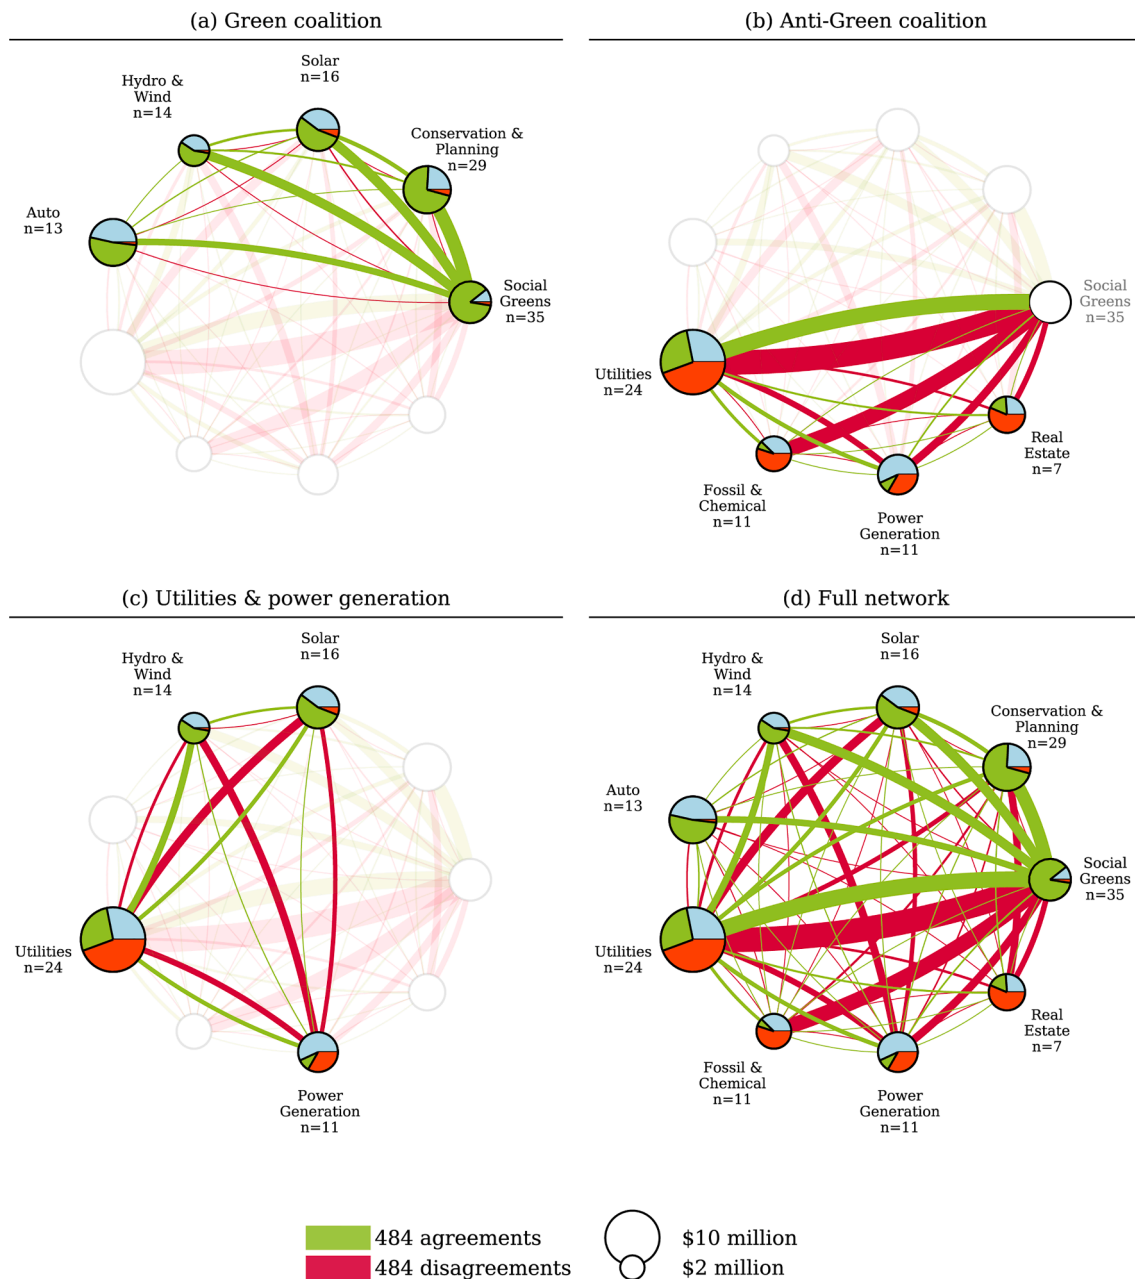 (a) Green coalition
Solar
n=16
Hydro &
Wind
n=14
Conservation &
Planning
n=29
Auto
n=13
Social
Greens
n=35
(b) Anti-Green coalition
Social
Greens
n=35
Utilities
n=24
Real
Estate
n=7
Fossil &
Chemical
n=11
Power
Generation
n=11
(c) Utilities & power generation
Solar
n=16
Hydro &
Wind
n=14
Utilities
n=24
Power
Generation
n=11
(d) Full network
Solar
n=16
Hydro &
Wind
n=14
Conservation &
Planning
n=29
Auto
n=13
Social
Greens
n=35
Utilities
n=24
Real
Estate
n=7
Fossil &
Chemical
n=11
Power
Generation
n=11
484 agreements
$10 million
484 disagreements
$2 million